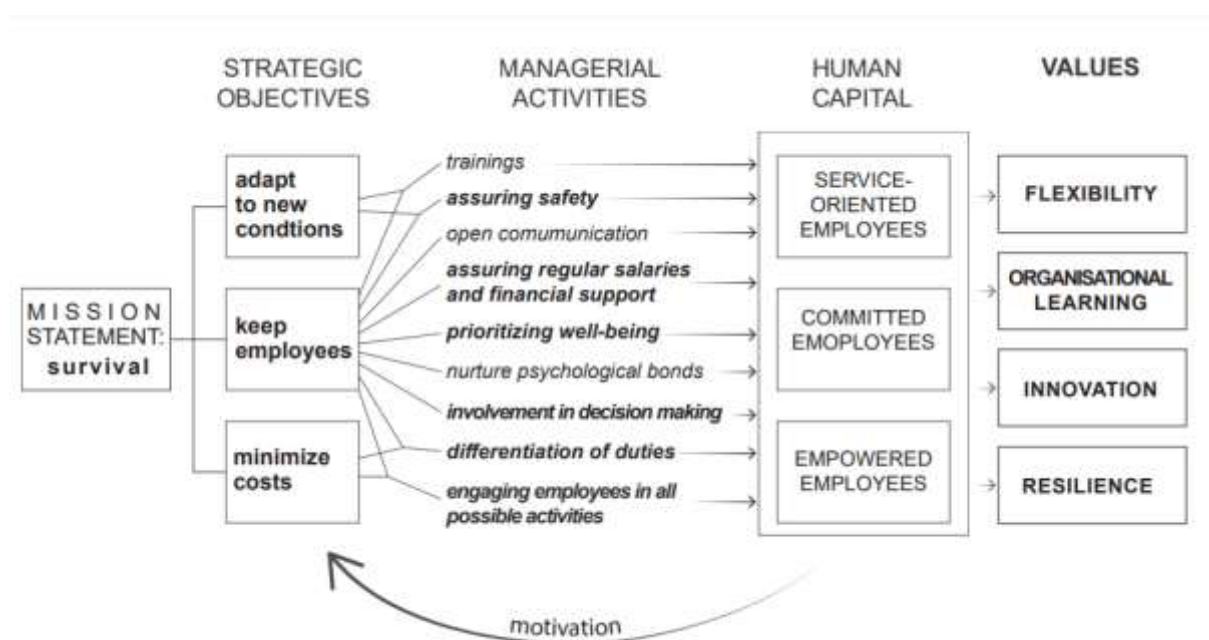 STRATEGIC
OBJECTIVES
MANAGERIAL
ACTIVITIES
HUMAN
CAPITAL
VALUES
MISSION
STATEMENT:
survival
adapt
to new
condtions
keep
employees
minimize
costs
trainings
assuring safety
open comumunication
assuring regular salaries
and financial support
prioritizing well-being
nurture psychological bonds
involvement in decision making
differentiation of duties
engaging employees in all
possible activities
SERVICE-
ORIENTED
EMPLOYEES
COMMITTED
EMOPLOYEES
EMPOWERED
EMPLOYEES
FLEXIBILITY
ORGANISATIONAL
LEARNING
INNOVATION
RESILIENCE
motivation